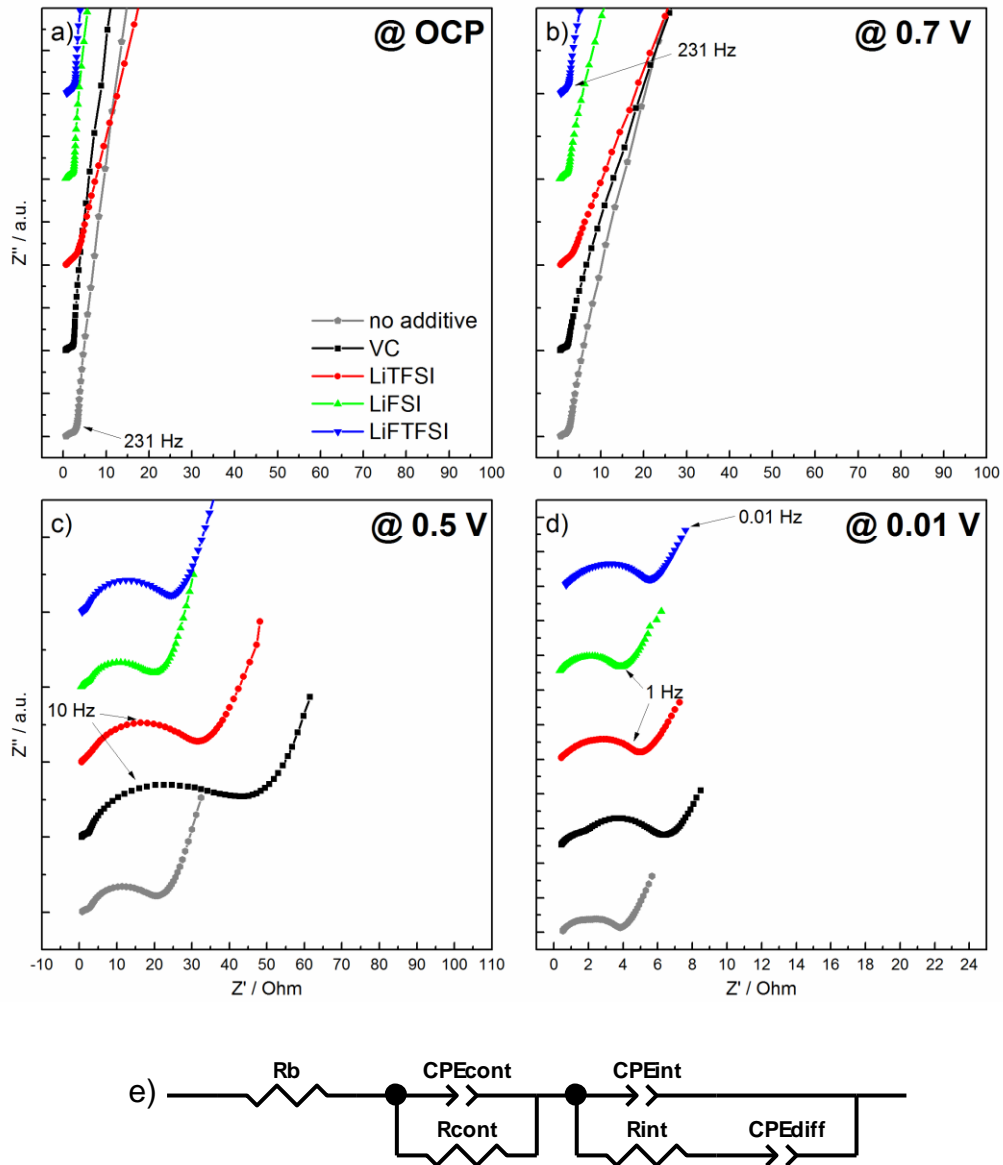 a)
@ OCP
b)
@ 0.7 V
231 Hz
Z'' / a.u.
no additive
VC
LiTFSI
LiFSI
LiFTFSI
231 Hz
0 10 20 30 40 50 60 70 80 90 100
0 10 20 30 40 50 60 70 80 90 100
c)
@ 0.5 V
d)
@ 0.01 V
0.01 Hz
10 Hz
1 Hz
Z'' / a.u.
-10 0 10 20 30 40 50 60 70 80 90 100 110
0 2 4 6 8 10 12 14 16 18 20 22 24
Z' / Ohm
Z' / Ohm
e)
Rb
CPEcont
CPEint
Rcont
Rint
CPEdiff